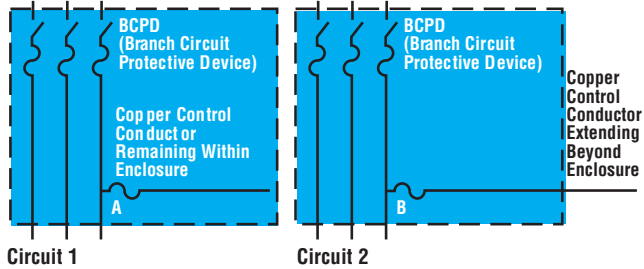 BCPD
(Branch Circuit
Protective Device)
Copper Control
Conductor
Remaining Within
Enclosure
A
Circuit 1
BCPD
(Branch Circuit
Protective Device)
Copper
Control
Conductor
Extending
Beyond
Enclosure
B
Circuit 2